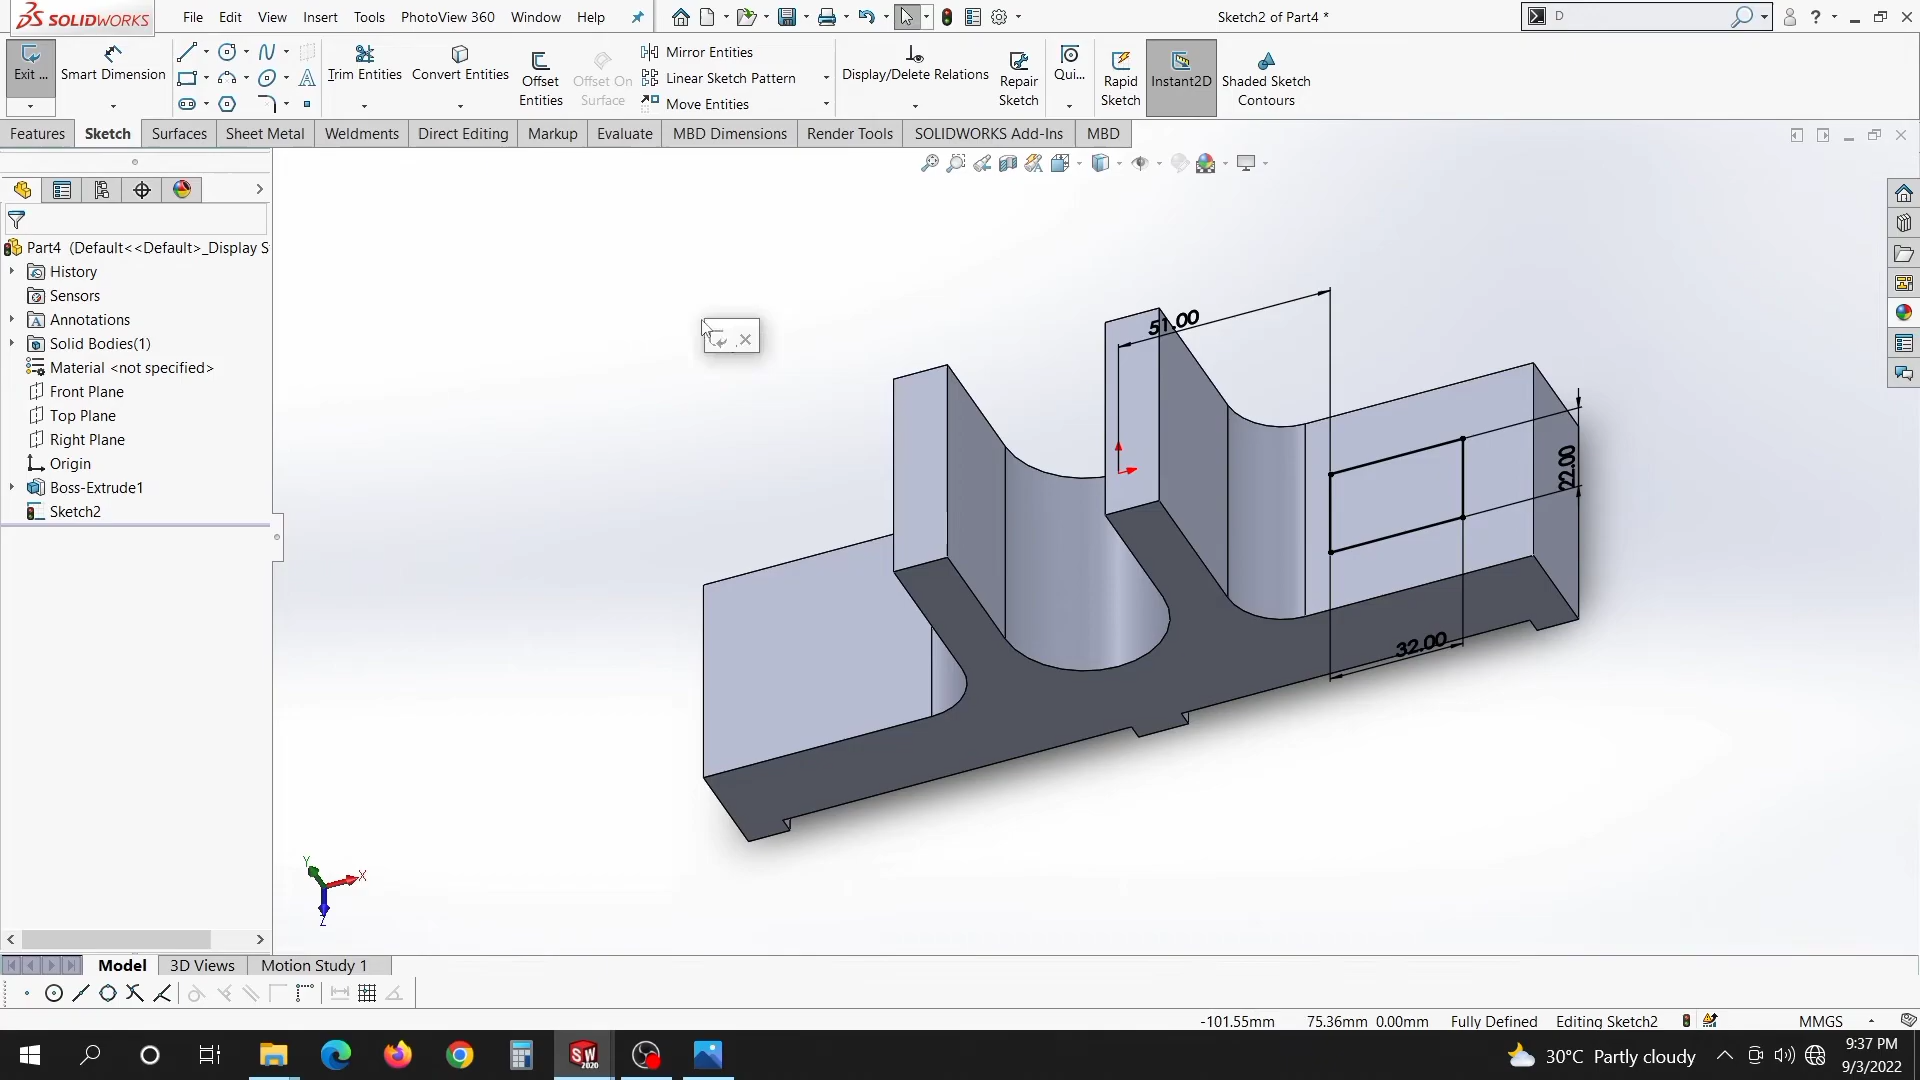 SOLIDWORKS
File Edit View Insert Tools PhotoView 360 Window Help
Sketch2 of Part4 *
D
Exit ...
Smart Dimension
Trim Entities
Convert Entities
Offset Entities
Offset On Surface
Mirror Entities
Linear Sketch Pattern
Move Entities
Display/Delete Relations
Repair Sketch
Qui...
Rapid Sketch
Instant2D
Shaded Sketch Contours
Features Sketch Surfaces Sheet Metal Weldments Direct Editing Markup Evaluate MBD Dimensions Render Tools SOLIDWORKS Add-Ins MBD
Part4 (Default<<Default>_Display S
History
Sensors
Annotations
Solid Bodies(1)
Material <not specified>
Front Plane
Top Plane
Right Plane
Origin
Boss-Extrude1
Sketch2
51.00
22.00
32.00
Y
X
Z
Model 3D Views Motion Study 1
-101.55mm 75.36mm 0.00mm Fully Defined Editing Sketch2 MMGS
SW
2020
30°C Partly cloudy
9:37 PM
9/3/2022